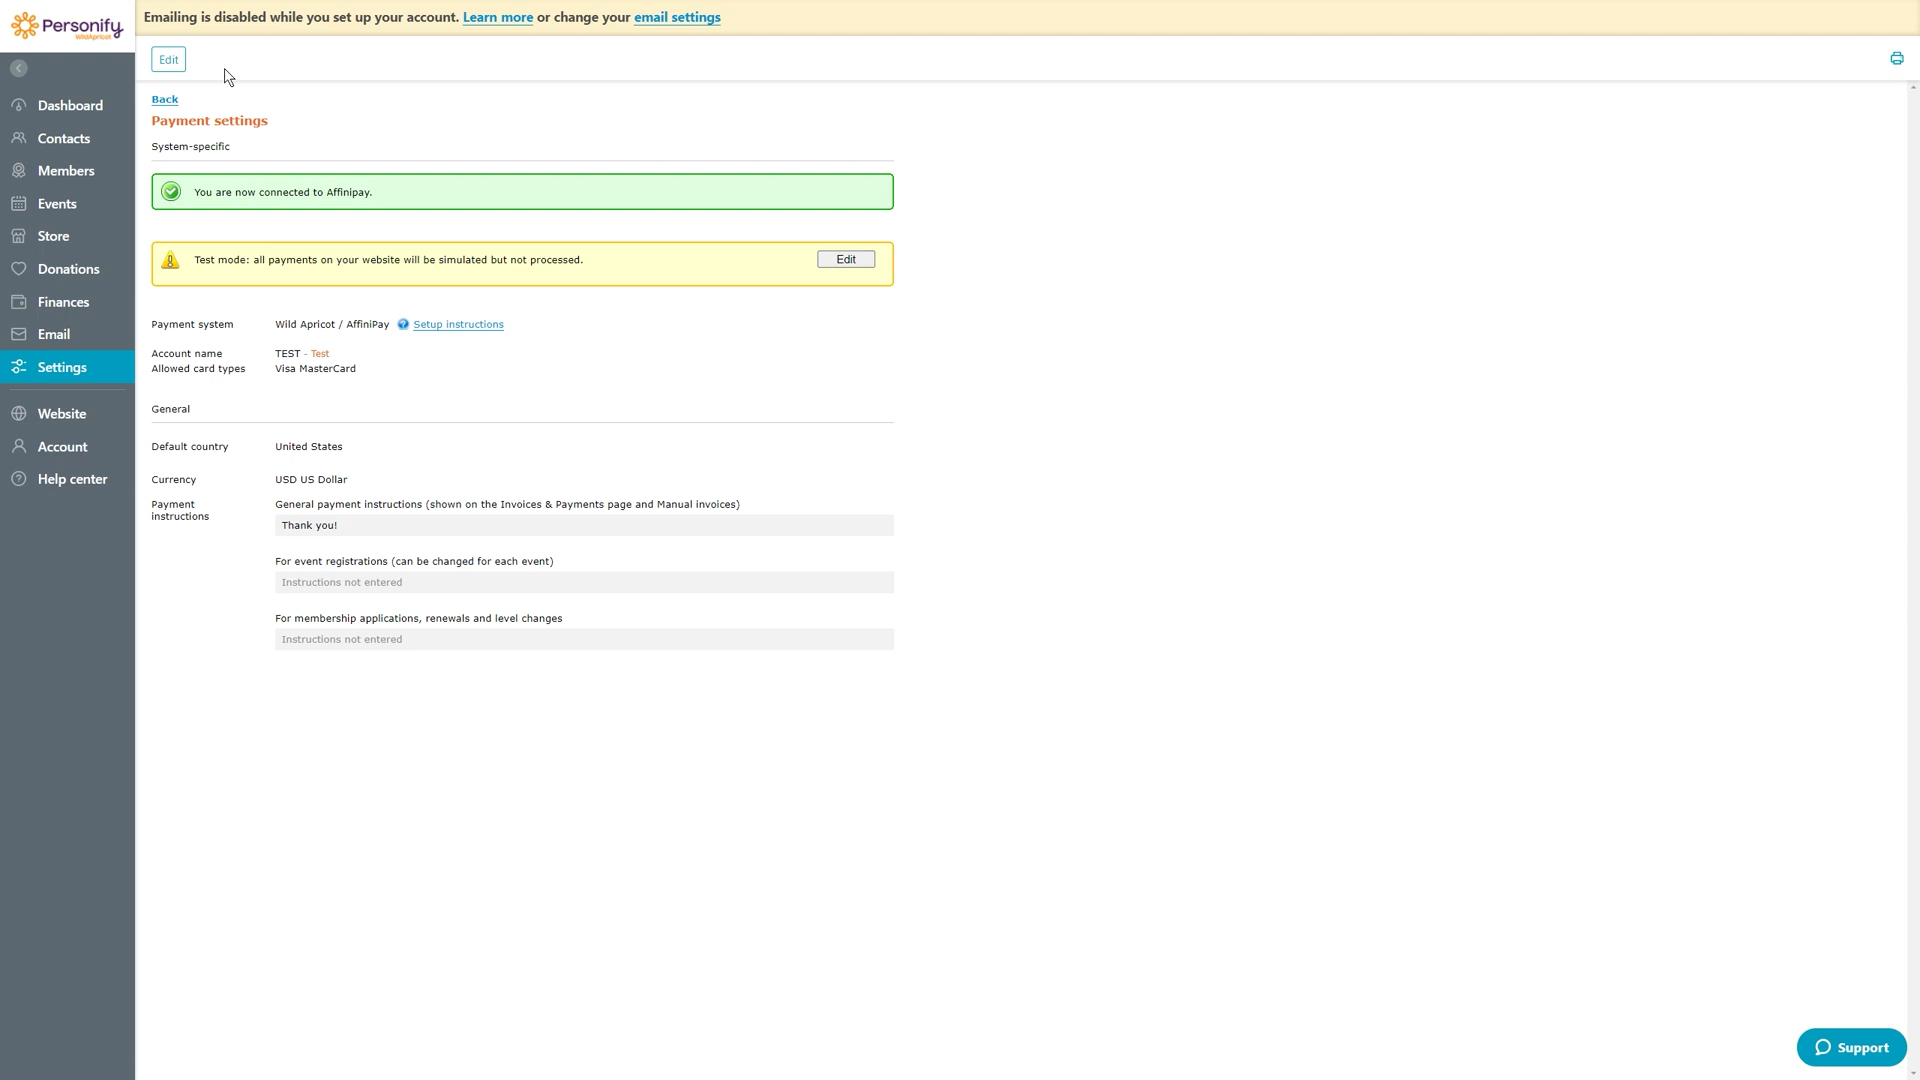 Personify
WildApricot
Emailing is disabled while you set up your account. Learn more or change your email settings
Edit
Dashboard
Contacts
Members
Events
Store
Donations
Finances
Email
Settings
Website
Account
Help center
Back
Payment settings
System-specific
You are now connected to Affinipay.
Test mode: all payments on your website will be simulated but not processed. Edit
Payment system Wild Apricot / AffiniPay Setup instructions
Account name TEST - Test
Allowed card types Visa MasterCard
General
Default country United States
Currency USD US Dollar
Payment instructions General payment instructions (shown on the Invoices & Payments page and Manual invoices)
Thank you!
For event registrations (can be changed for each event)
Instructions not entered
For membership applications, renewals and level changes
Instructions not entered
Support